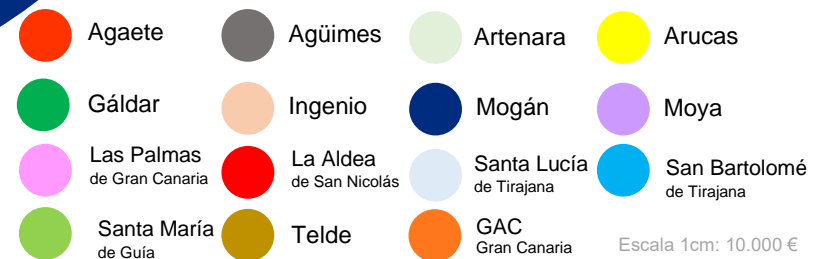 Agaete
Agüimes
Artenara
Arucas
Gáldar
Ingenio
Mogán
Moya
Las Palmas
de Gran Canaria
La Aldea
de San Nicolás
Santa Lucía
de Tirajana
San Bartolomé
de Tirajana
Santa María
de Guía
Telde
GAC
Gran Canaria
Escala 1cm: 10.000 €